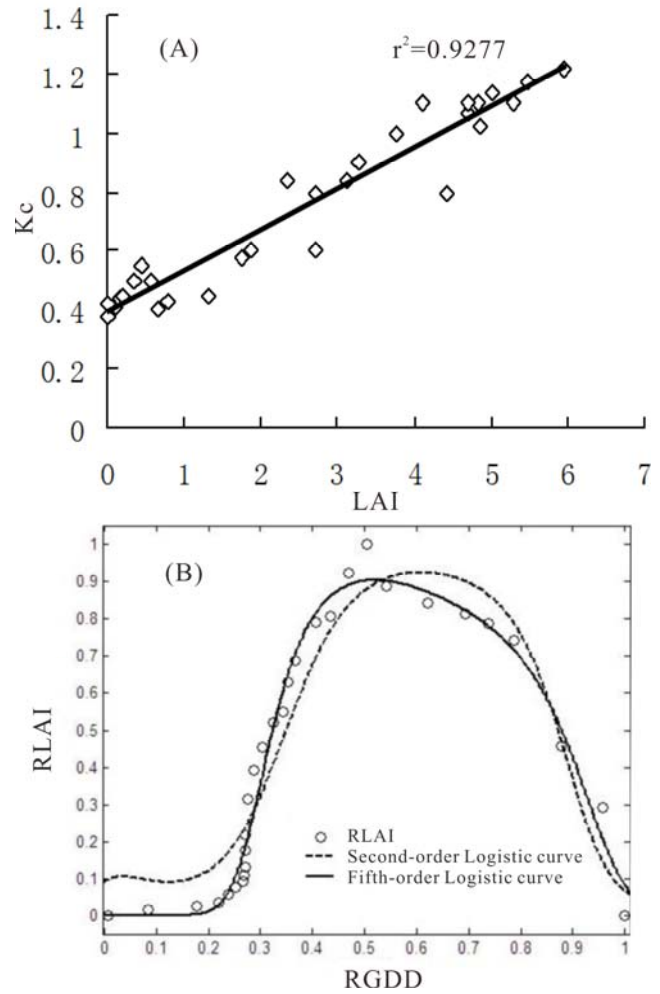 1.4
(A)
r²=0.9277
1.2
1
0.8
Kc
0.6
0.4
0.2
0
0 1 2 3 4 5 6 7
LAI
1
(B)
0.9
0.8
0.7
0.6
RLAI
0.5
0.4
0.3
0.2
RLAI
Second-order Logistic curve
0.1
Fifth-order Logistic curve
0
0 0.1 0.2 0.3 0.4 0.5 0.6 0.7 0.8 0.9 1
RGDD